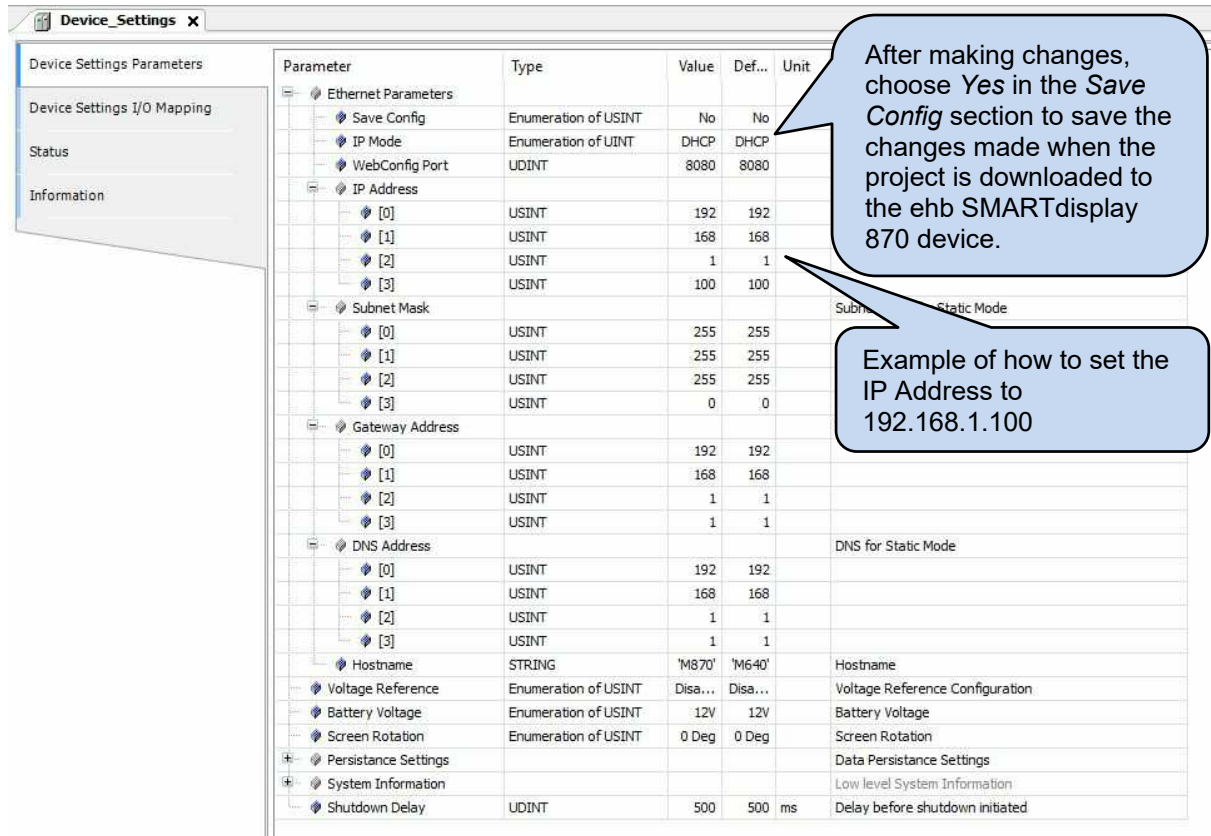 Device_Settings X
Device Settings Parameters
Device Settings I/O Mapping
Status
Information
Parameter Type Value Def... Unit
Ethernet Parameters
Save Config Enumeration of USINT No No
IP Mode Enumeration of UINT DHCP DHCP
WebConfig Port UDINT 8080 8080
IP Address
[0] USINT 192 192
[1] USINT 168 168
[2] USINT 1 1
[3] USINT 100 100
Subnet Mask Static Mode
[0] USINT 255 255
[1] USINT 255 255
[2] USINT 255 255
[3] USINT 0 0
Gateway Address
[0] USINT 192 192
[1] USINT 168 168
[2] USINT 1 1
[3] USINT 1 1
DNS Address DNS for Static Mode
[0] USINT 192 192
[1] USINT 168 168
[2] USINT 1 1
[3] USINT 1 1
Hostname STRING 'M870' 'M640' Hostname
Voltage Reference Enumeration of USINT Disa... Disa... Voltage Reference Configuration
Battery Voltage Enumeration of USINT 12V 12V Battery Voltage
Screen Rotation Enumeration of USINT 0 Deg 0 Deg Screen Rotation
Persistance Settings Data Persistance Settings
System Information Low level System Information
Shutdown Delay UDINT 500 500 ms Delay before shutdown initiated
After making changes,
choose Yes in the Save
Config section to save the
changes made when the
project is downloaded to
the ehb SMARTdisplay
870 device.
Example of how to set the
IP Address to
192.168.1.100